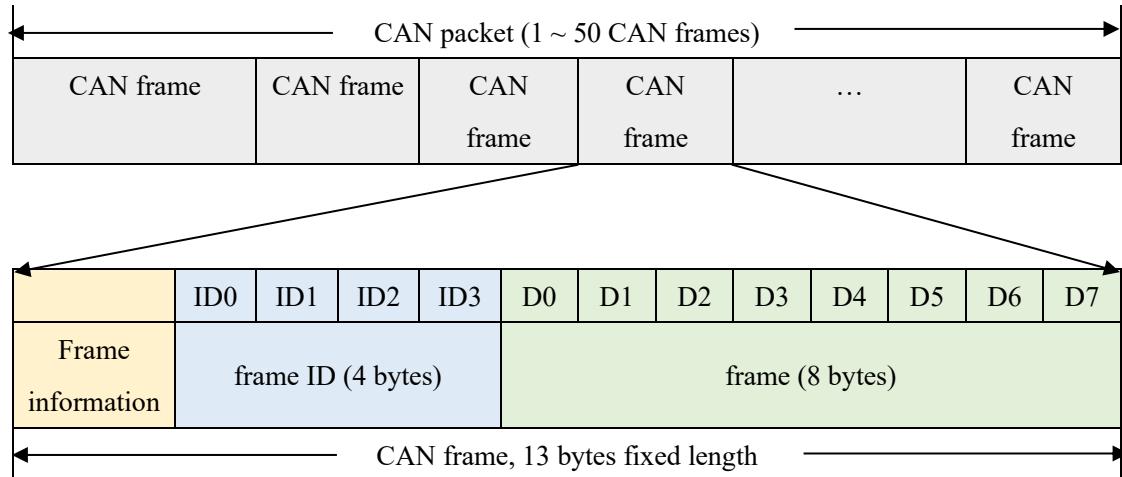 CAN packet (1 ~ 50 CAN frames)
CAN frame
CAN frame
CAN
frame
CAN
frame
…
CAN
frame
ID0 ID1 ID2 ID3 D0 D1 D2 D3 D4 D5 D6 D7
Frame
information
frame ID (4 bytes)
frame (8 bytes)
CAN frame, 13 bytes fixed length